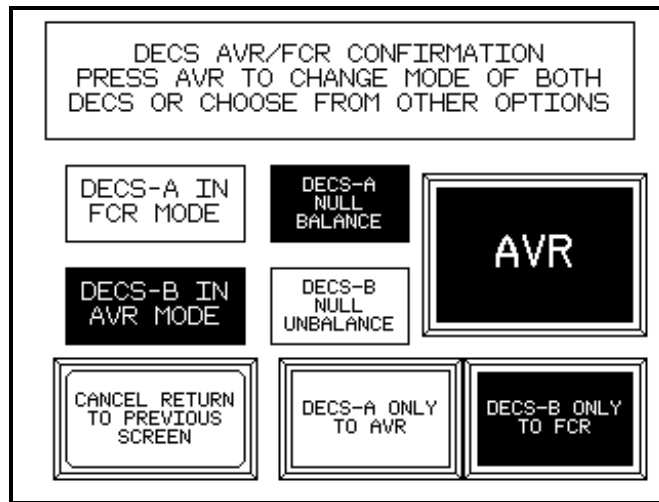 DECS AVR/FCR CONFIRMATION
PRESS AVR TO CHANGE MODE OF BOTH
DECS OR CHOOSE FROM OTHER OPTIONS
DECS-A IN
FCR MODE
DECS-A
NULL
BALANCE
AVR
DECS-B IN
AVR MODE
DECS-B
NULL
UNBALANCE
CANCEL RETURN
TO PREVIOUS
SCREEN
DECS-A ONLY
TO AVR
DECS-B ONLY
TO FCR